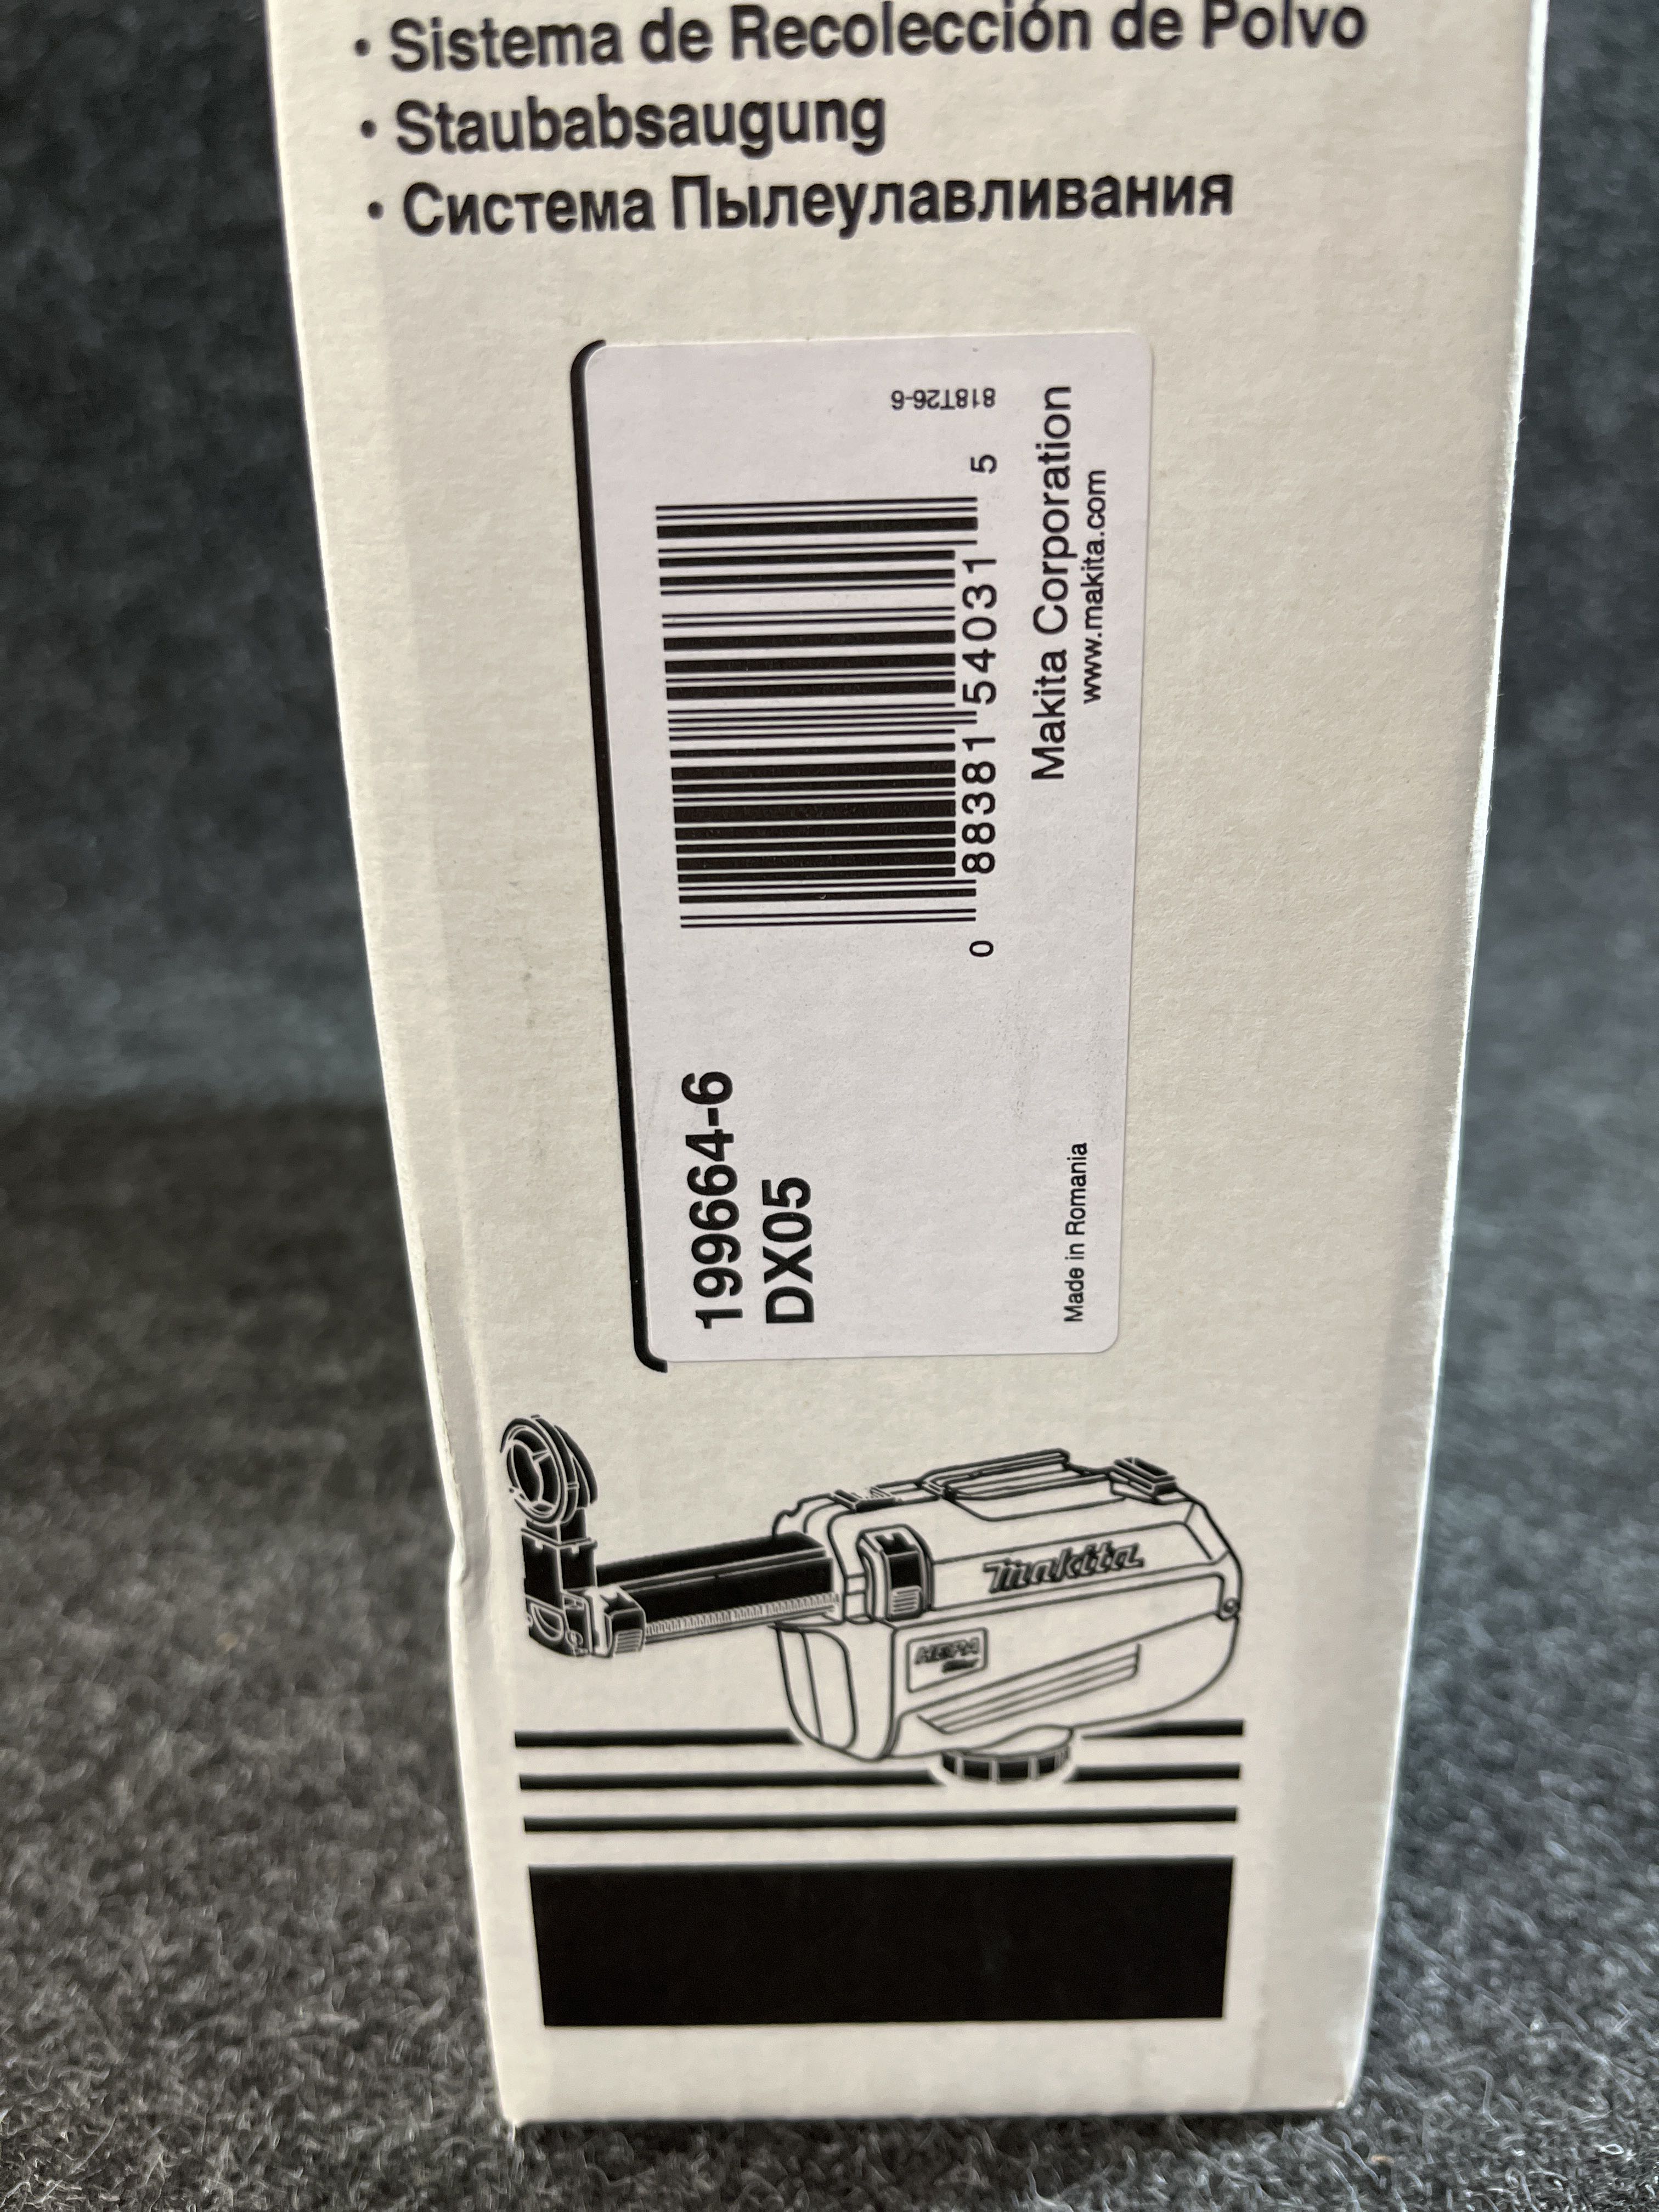 • Sistema de Recolección de Polvo
• Staubabsaugung
• Система Пылеулавливания
199664-6
DX05
0 88381 54031 5
818T26-6
Makita Corporation
www.makita.com
Made in Romania
makita
HEPA